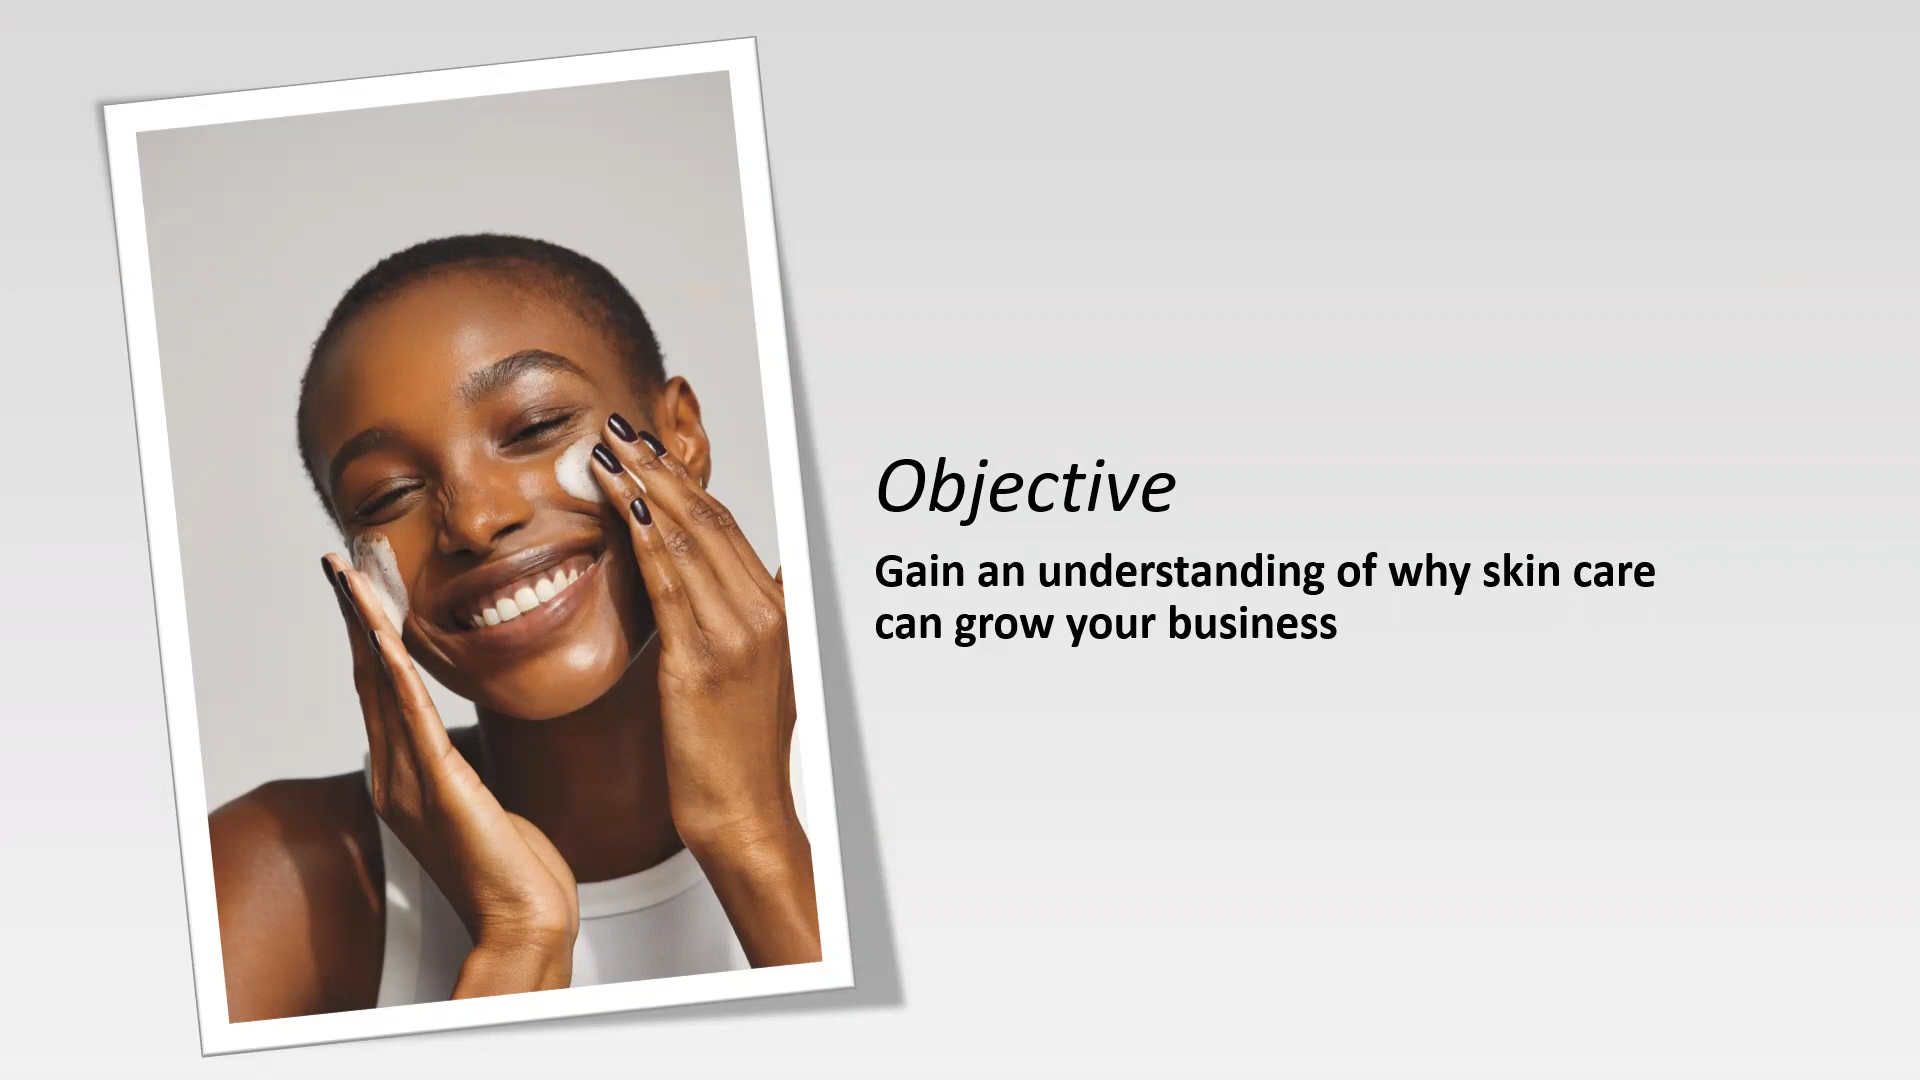 Objective
Gain an understanding of why skin care
can grow your business